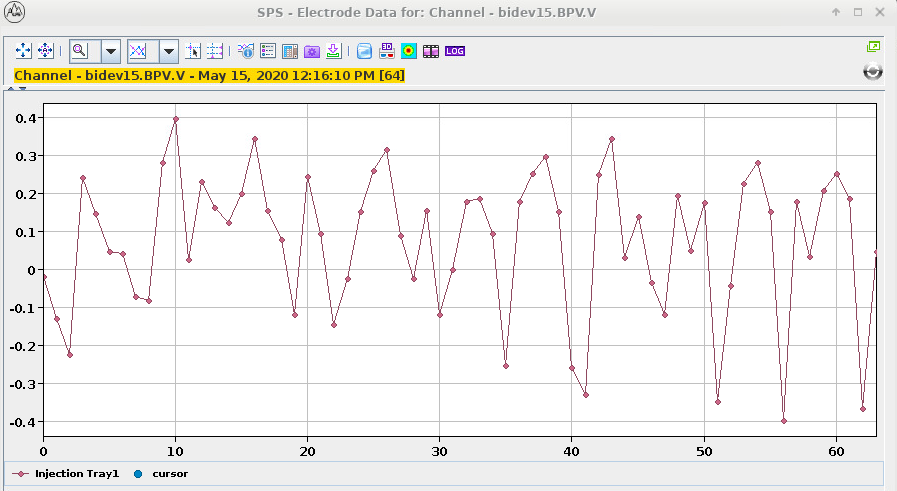 SPS - Electrode Data for: Channel - bidev15.BPV.V
3D
LOG
Channel - bidev15.BPV.V - May 15, 2020 12:16:10 PM [64]
0.4
0.3
0.2
0.1
0
-0.1
-0.2
-0.3
-0.4
0 10 20 30 40 50 60
Injection Tray1 cursor